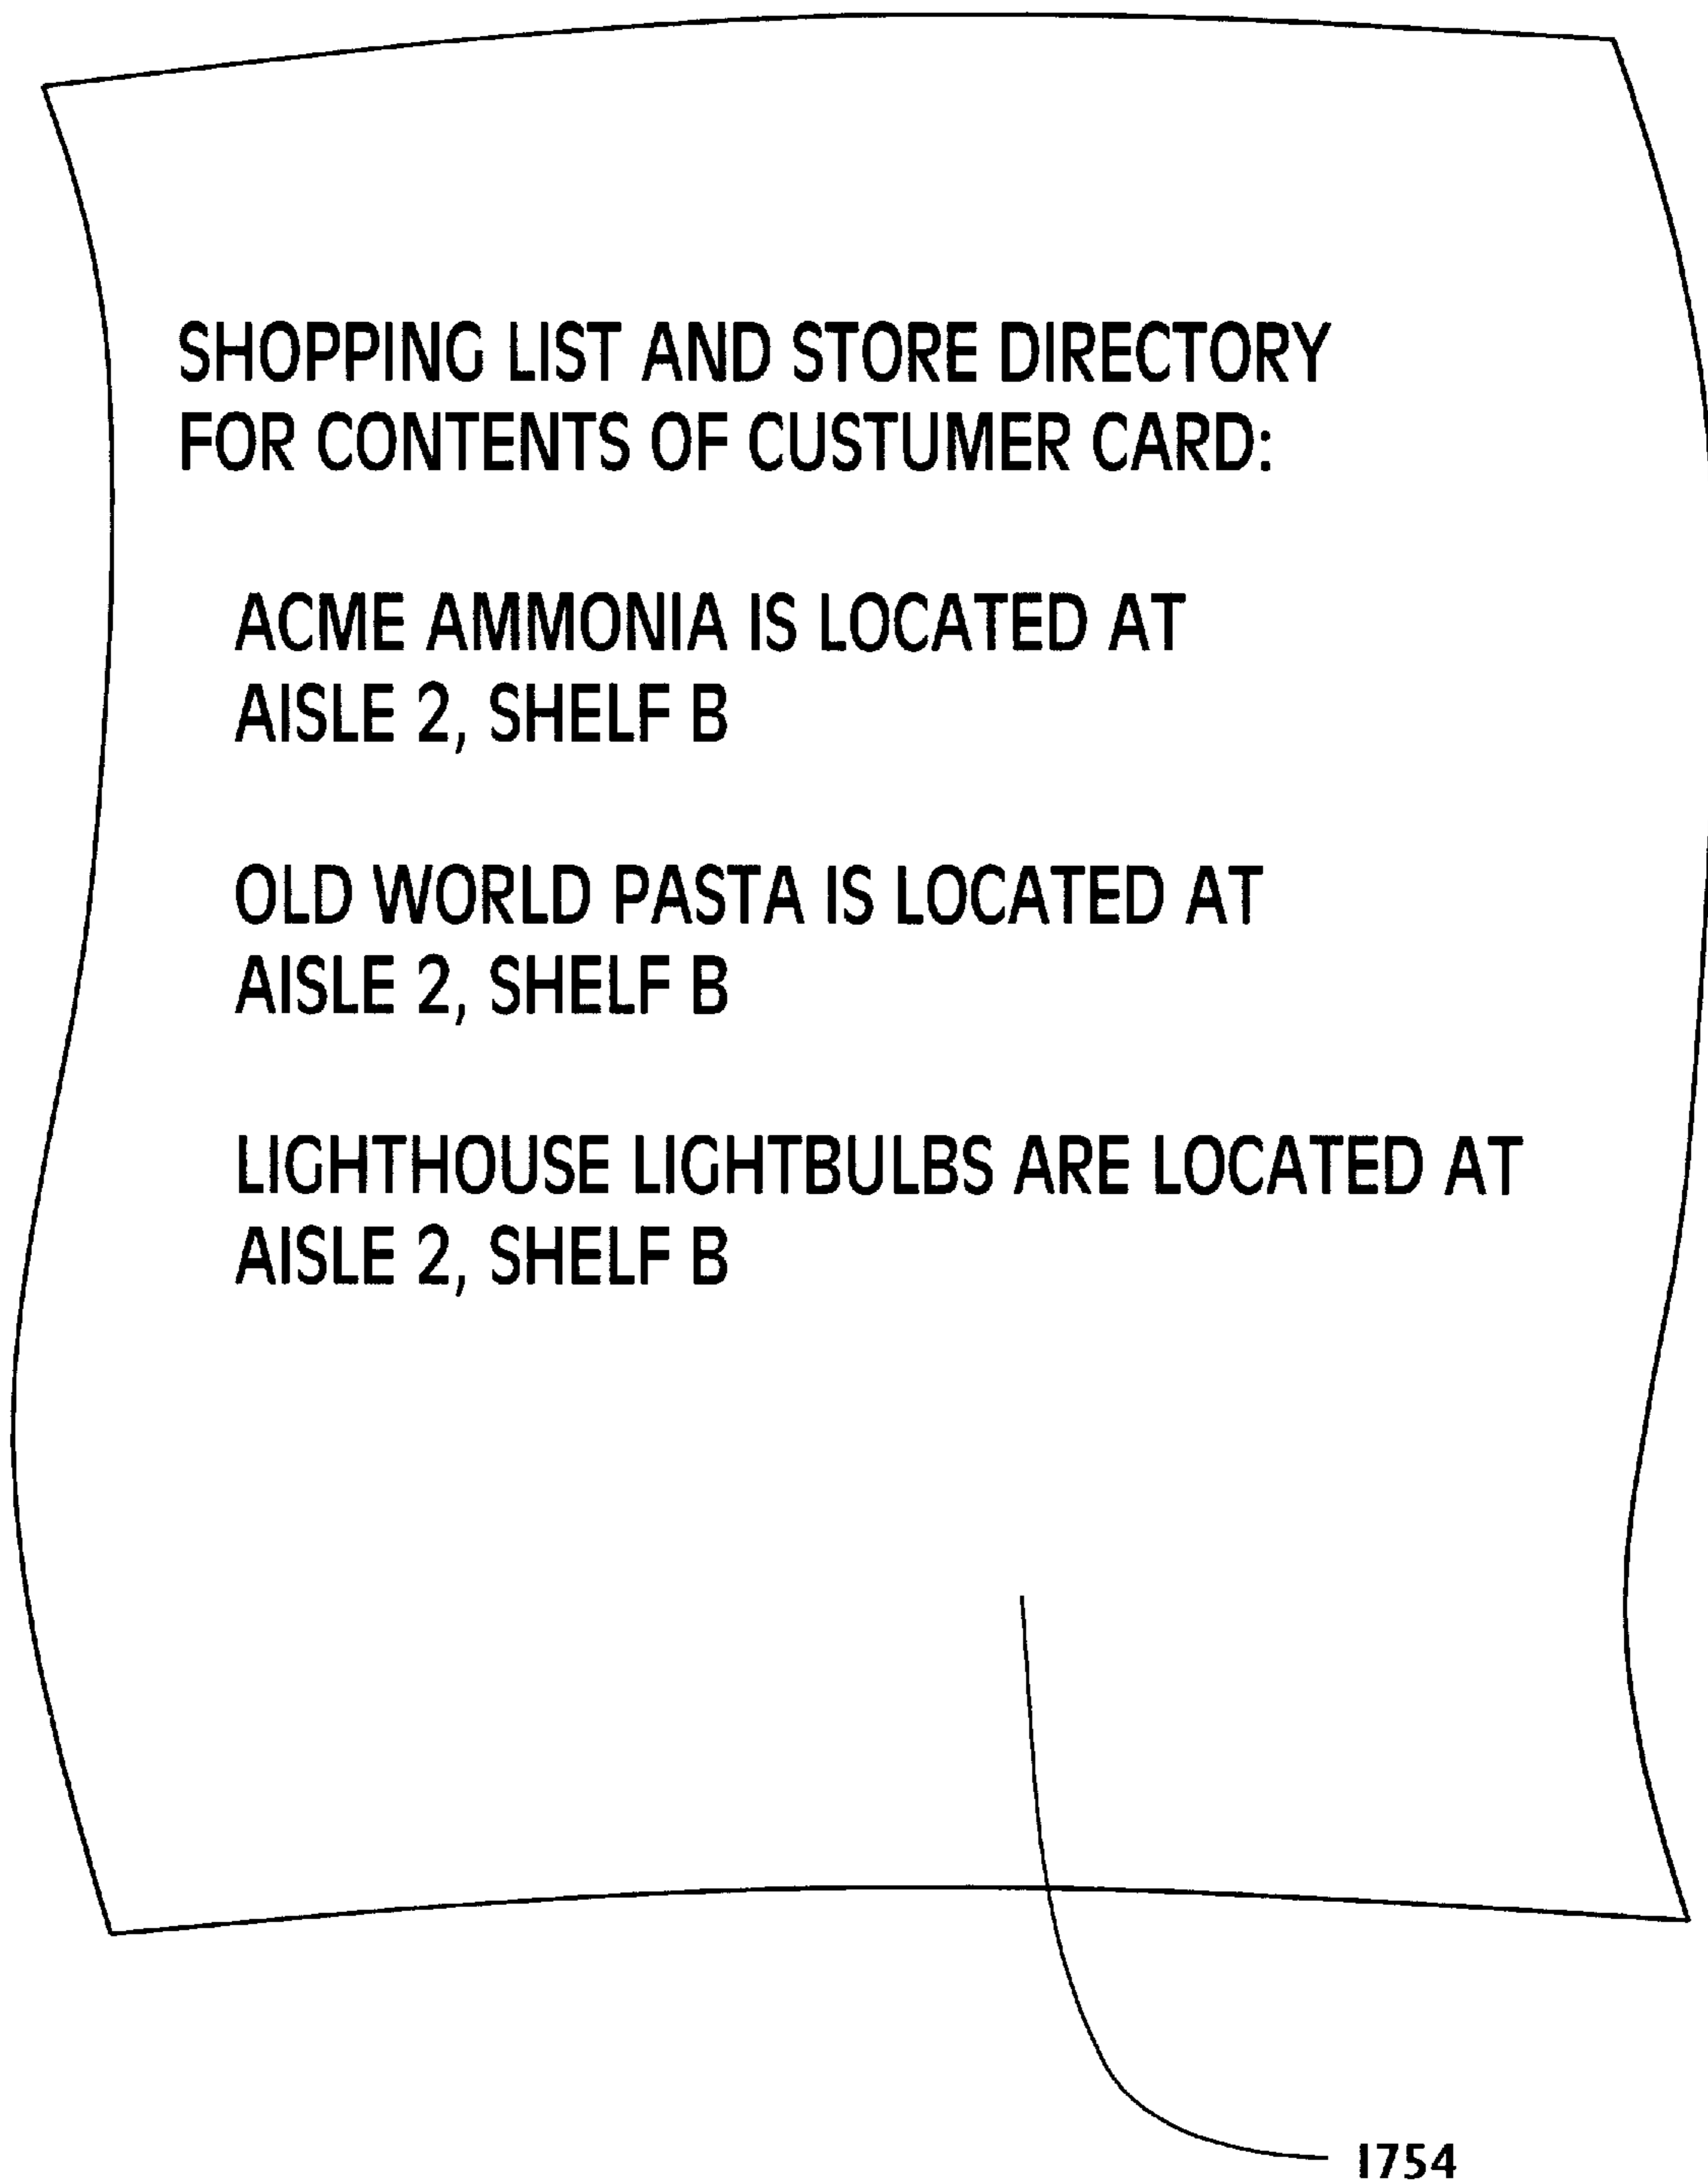 SHOPPING LIST AND STORE DIRECTORY
FOR CONTENTS OF CUSTUMER CARD:
ACME AMMONIA IS LOCATED AT
AISLE 2, SHELF B
OLD WORLD PASTA IS LOCATED AT
AISLE 2, SHELF B
LIGHTHOUSE LIGHTBULBS ARE LOCATED AT
AISLE 2, SHELF B
1754